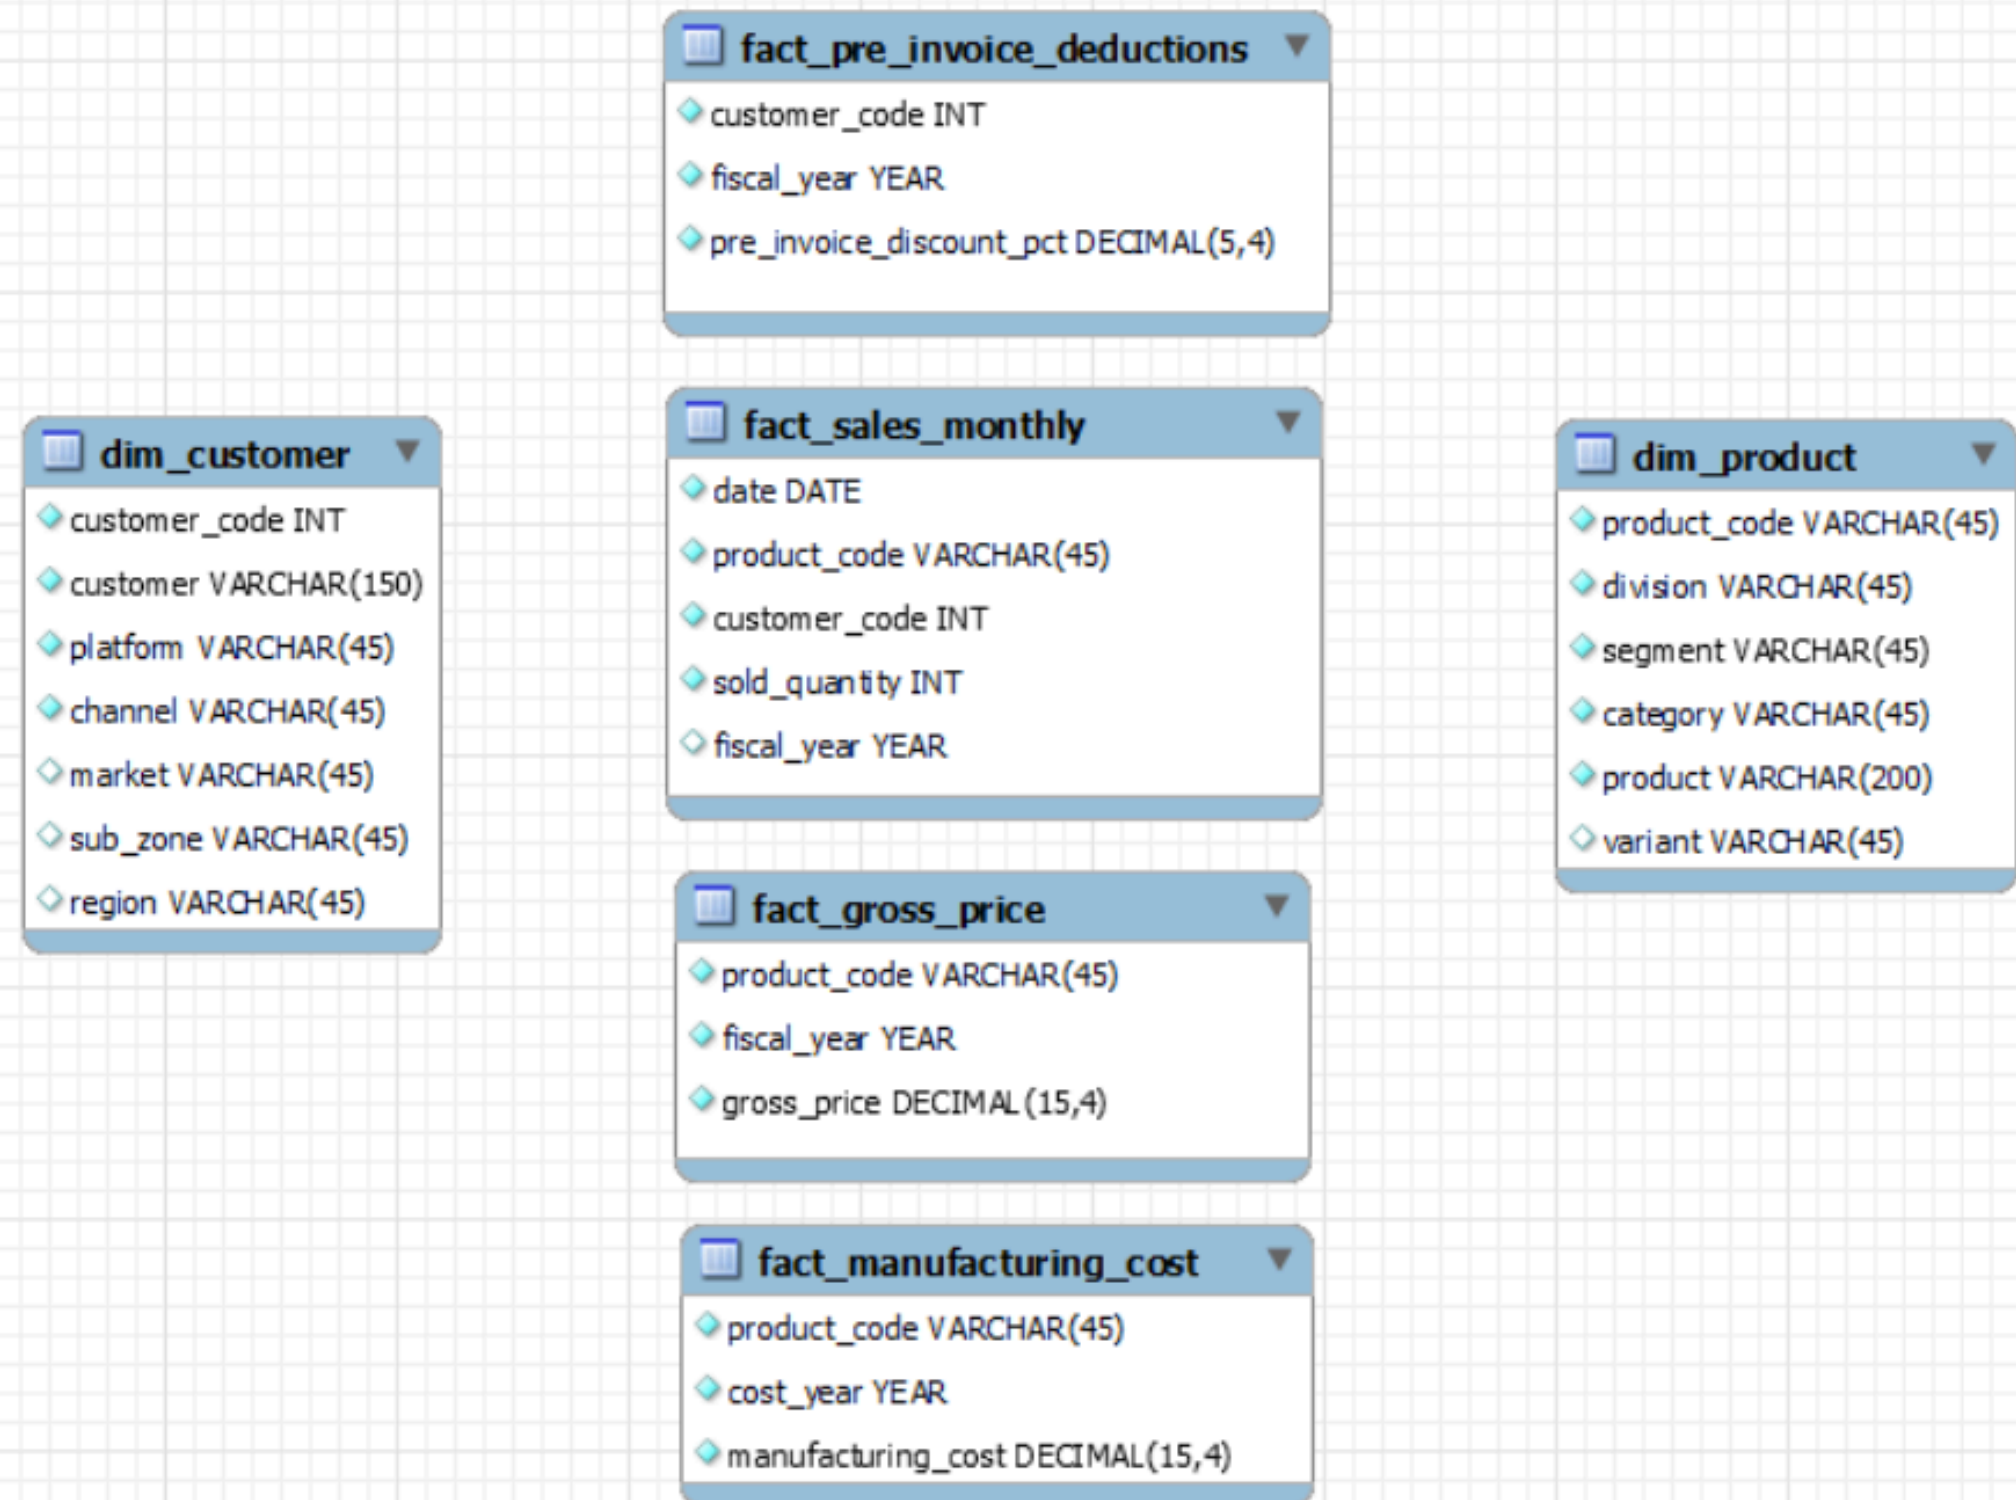 fact_pre_invoice_deductions
customer_code INT
fiscal_year YEAR
pre_invoice_discount_pct DECIMAL(5,4)
dim_customer
customer_code INT
customer VARCHAR(150)
platform VARCHAR(45)
channel VARCHAR(45)
market VARCHAR(45)
sub_zone VARCHAR(45)
region VARCHAR(45)
fact_sales_monthly
date DATE
product_code VARCHAR(45)
customer_code INT
sold_quantity INT
fiscal_year YEAR
dim_product
product_code VARCHAR(45)
division VARCHAR(45)
segment VARCHAR(45)
category VARCHAR(45)
product VARCHAR(200)
variant VARCHAR(45)
fact_gross_price
product_code VARCHAR(45)
fiscal_year YEAR
gross_price DECIMAL(15,4)
fact_manufacturing_cost
product_code VARCHAR(45)
cost_year YEAR
manufacturing_cost DECIMAL(15,4)